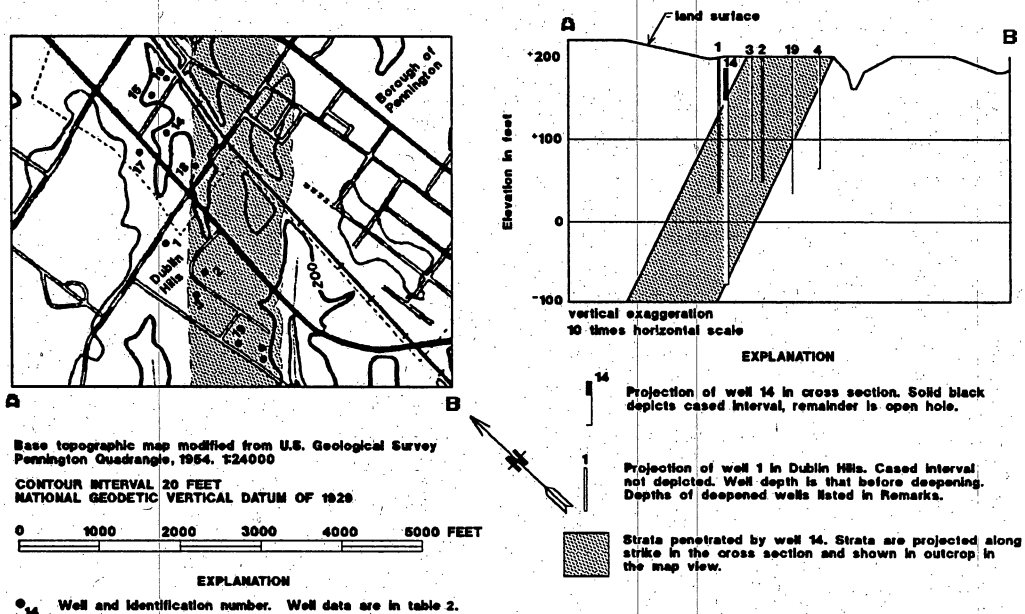 Borough of
Pennington
15
14
17
18
1
Dublin
Hills
2
3
200
19
4
A
B
Base topographic map modified from U.S. Geological Survey
Pennington Quadrangle, 1954, 1:24000
CONTOUR INTERVAL 20 FEET
NATIONAL GEODETIC VERTICAL DATUM OF 1929
0 1000 2000 3000 4000 5000 FEET
EXPLANATION
14 Well and identification number. Well data are in table 2.
N
A
B
land surface
1 14 3 2 19 4
+200
+100
0
-100
Elevation in feet
vertical exaggeration
10 times horizontal scale
EXPLANATION
14
Projection of well 14 in cross section. Solid black
depicts cased interval, remainder is open hole.
1
Projection of well 1 in Dublin Hills. Cased interval
not depicted. Well depth is that before deepening.
Depths of deepened wells listed in Remarks.
Strata penetrated by well 14. Strata are projected along
strike in the cross section and shown in outcrop in
the map view.